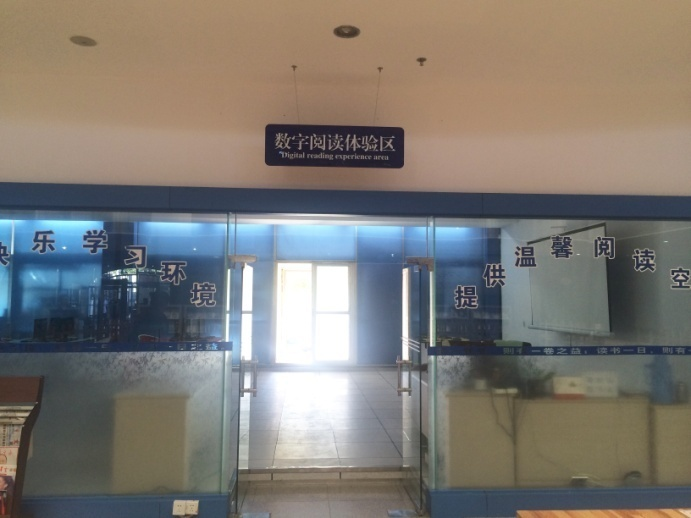 数字阅读体验区
Digital reading experience area
快乐学习环境
提供温馨阅读空
一卷之益；读书一日，则有